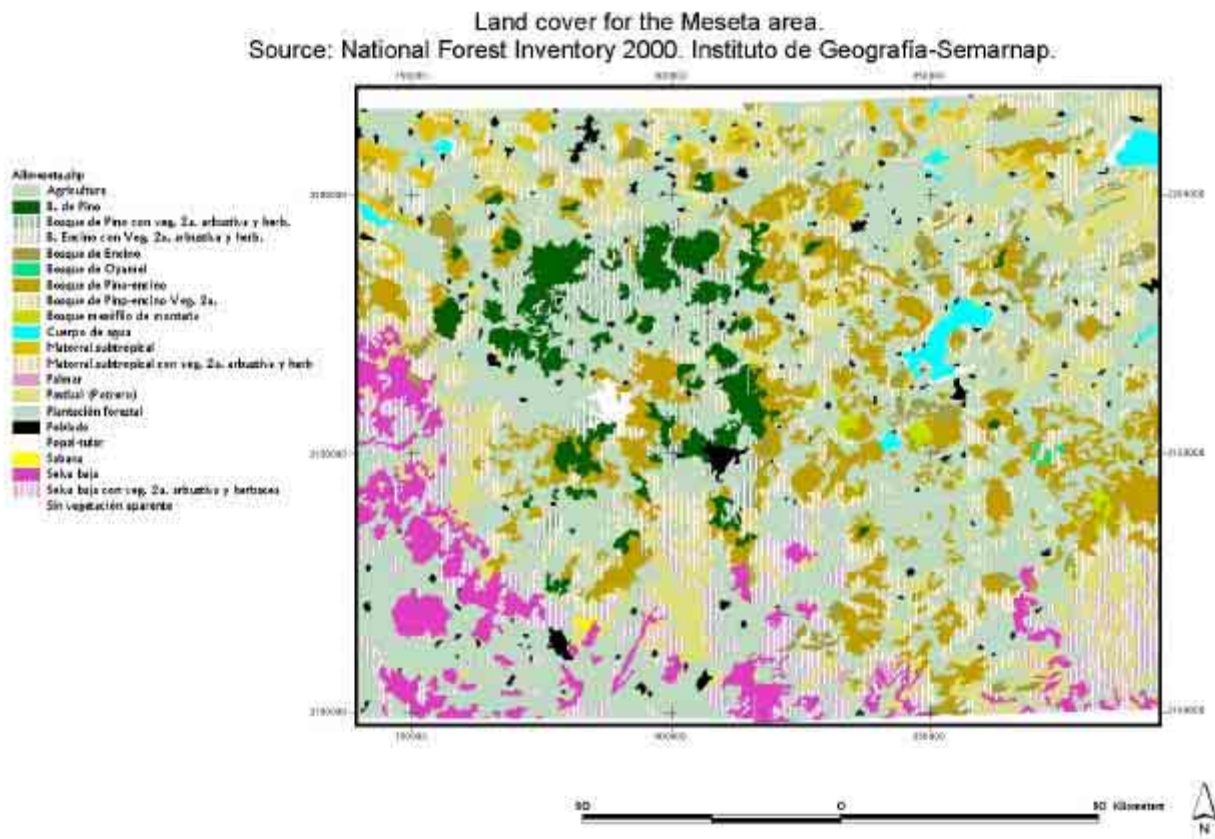 Land cover for the Meseta area.
Source: National Forest Inventory 2000. Instituto de Geografía-Semarnap.
Agricultura
B. de Pino
Bosque de Pino con veg. 2a. arbustiva y herb.
B. Encino con Veg. 2a. arbustiva y herb.
Bosque de Encino
Bosque de Oyamel
Bosque de Pino-encino
Bosque de Pino-encino Veg. 2a.
Bosque mesófilo de montaña
Cuerpo de agua
Matorral subtropical
Matorral subtropical con veg. 2a. arbustiva y herb
Palmar
Pastizal (Potrero)
Plantación forestal
Poblado
Popal-tular
Sabana
Selva baja
Selva baja con veg. 2a. arbustiva y herbacea
Sin vegetación aparente
50 0 50 Kilometers
N